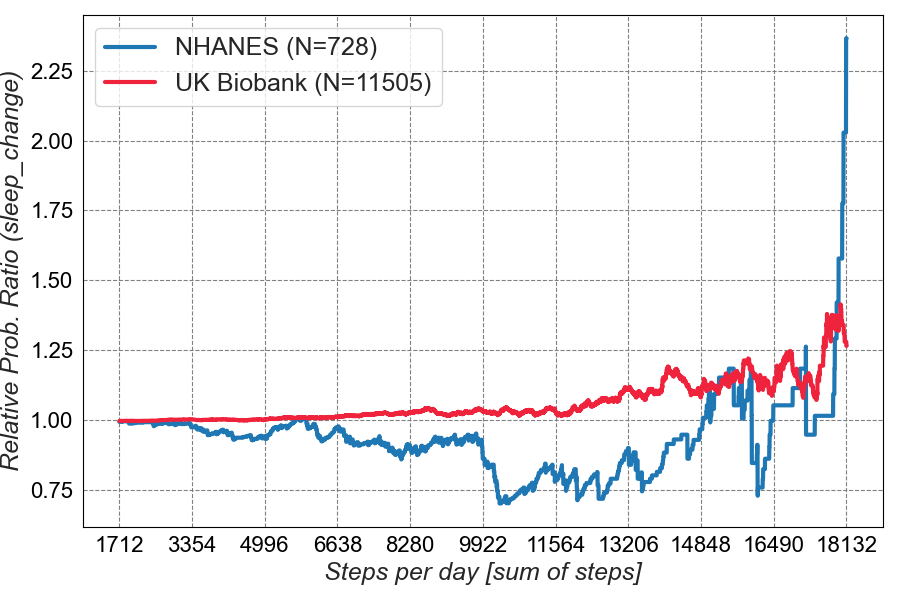 NHANES (N=728)
UK Biobank (N=11505)
Relative Prob. Ratio (sleep_change)
2.25
2.00
1.75
1.50
1.25
1.00
0.75
1712 3354 4996 6638 8280 9922 11564 13206 14848 16490 18132
Steps per day [sum of steps]